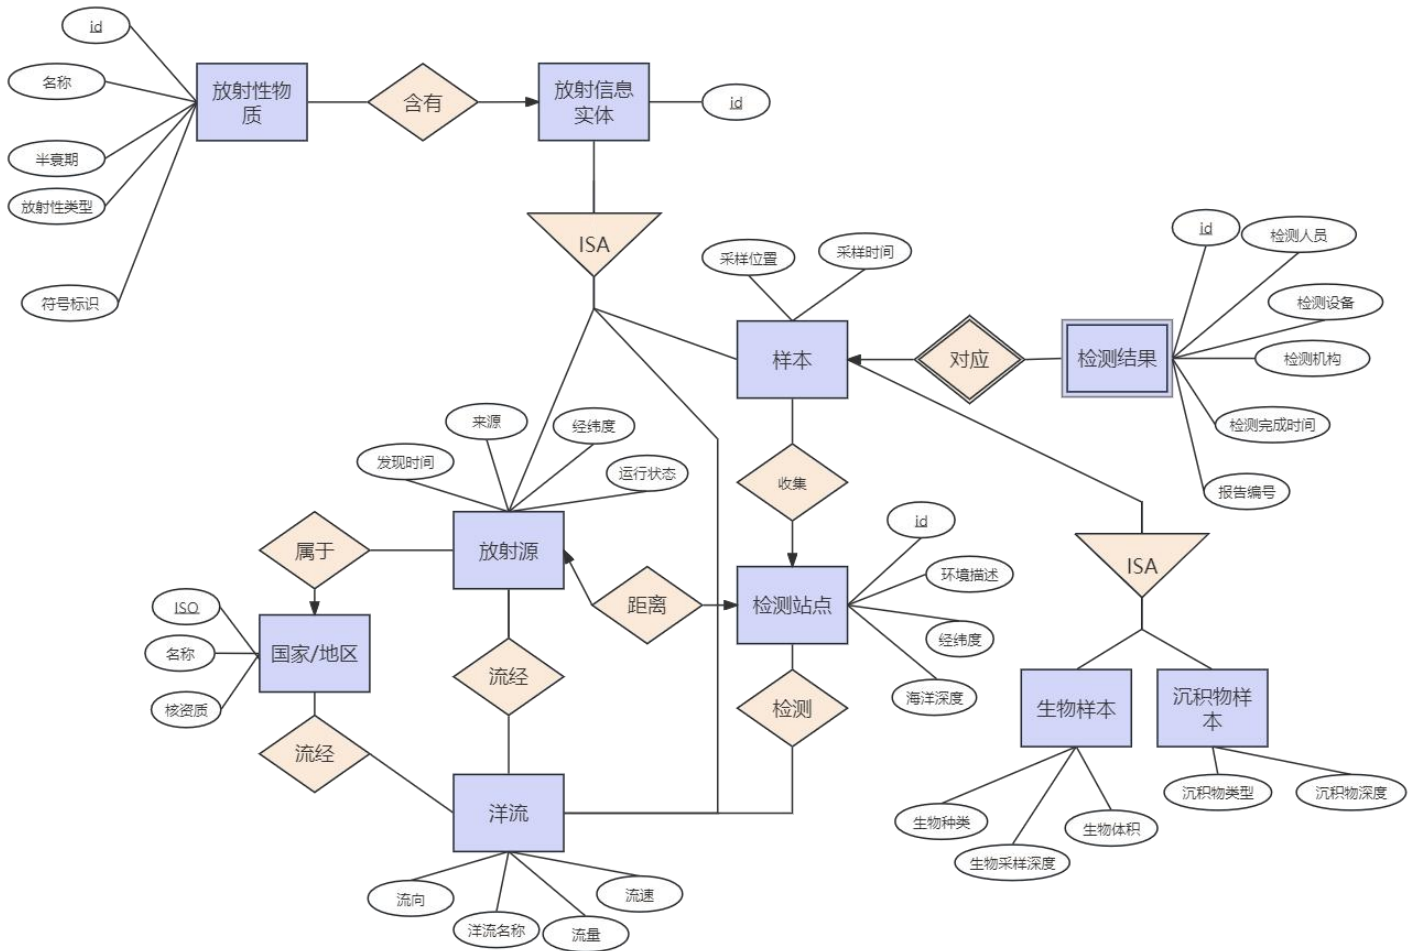 id
名称
放射性物
质
含有
放射信息
实体
id
半衰期
放射性类型
符号标识
ISA
采样位置
采样时间
id
检测人员
检测设备
样本
对应
检测结果
检测机构
检测完成时间
报告编号
来源
经纬度
发现时间
运行状态
收集
id
属于
放射源
环境描述
ISO
距离
检测站点
经纬度
ISA
名称
国家/地区
核资质
流经
检测
海洋深度
生物样本
沉积物样
本
流经
洋流
沉积物类型
沉积物深度
生物种类
生物体积
生物采样深度
流向
流速
洋流名称
流量